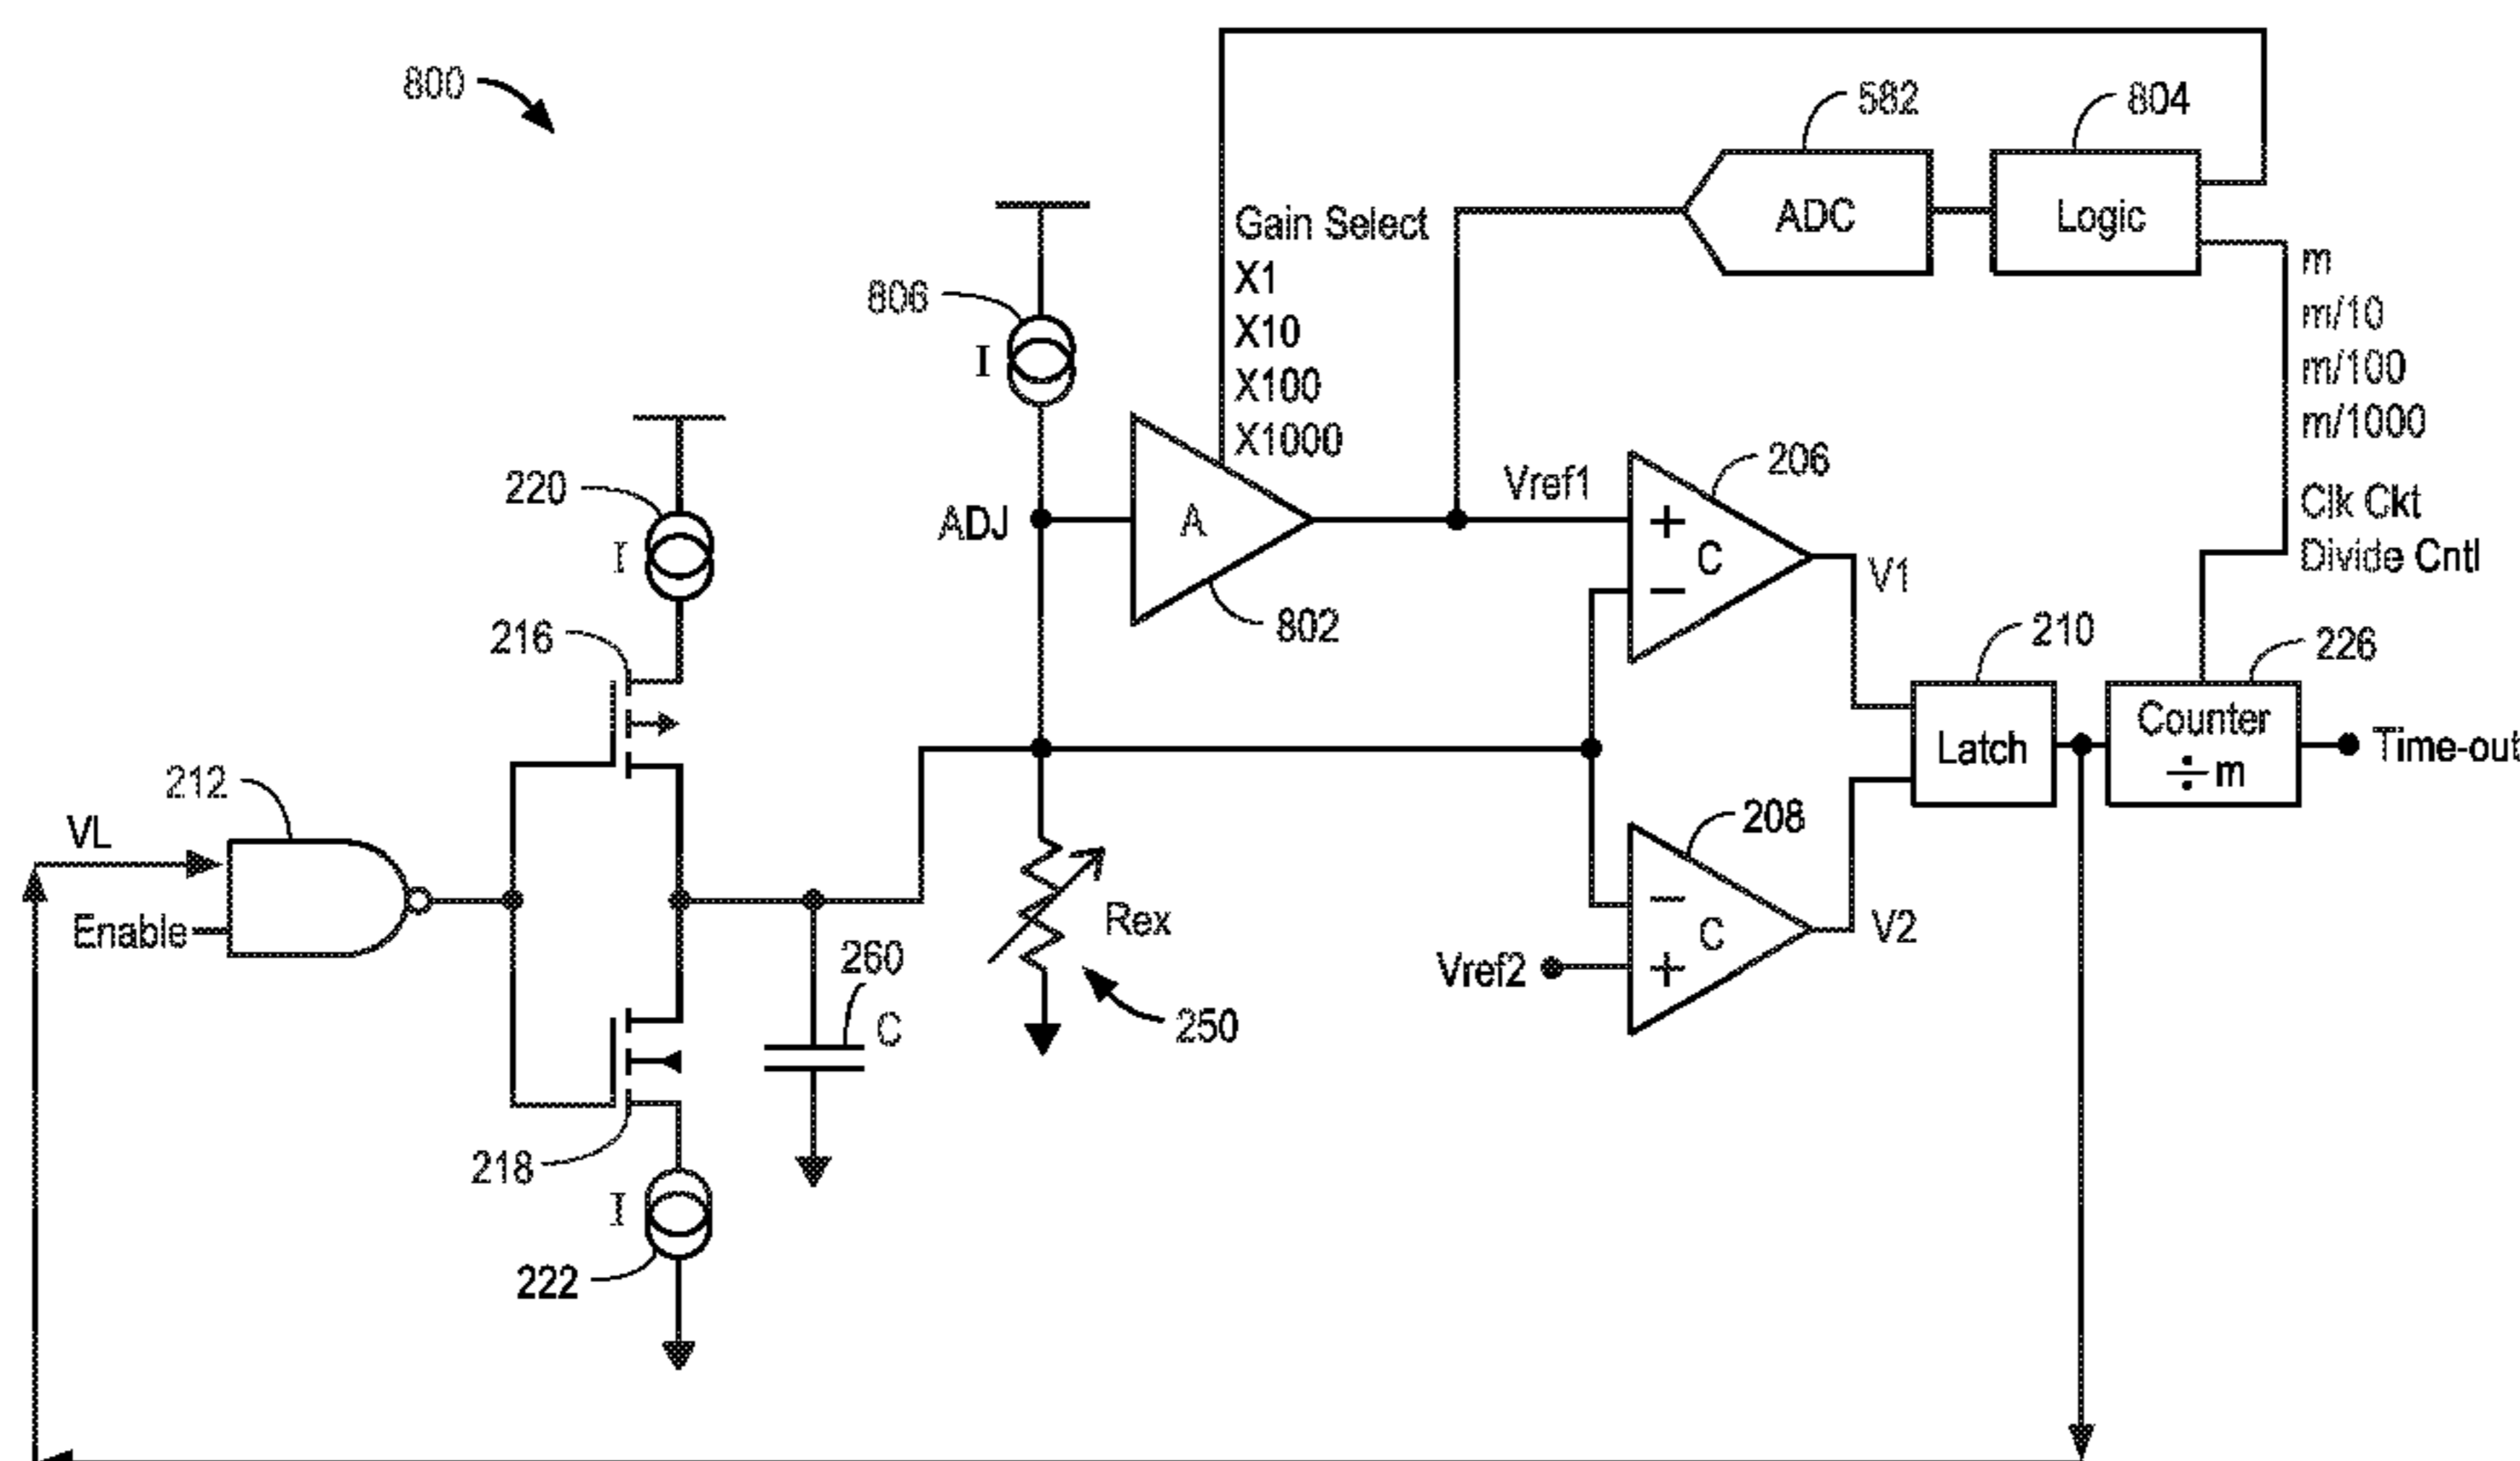 800
582
804
Gain Select
X1
X10
X100
X1000
ADC
Logic
m
m/10
m/100
m/1000
Clk Ckt
Divide Cntl
806
I
220
I
ADJ
A
802
Vref1
206
+
C
−
V1
216
210
226
Latch
Counter
÷ m
Time-out
212
VL
Enable
208
−
C
+
V2
Vref2
Rex
250
260
C
218
I
222